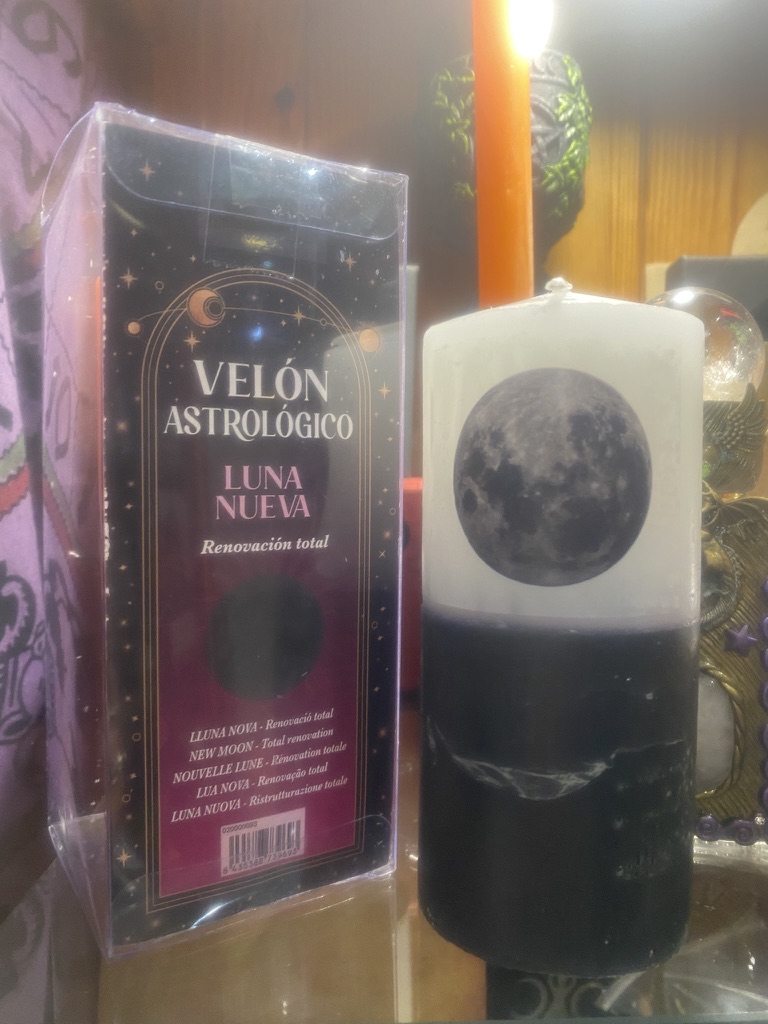 VELÓN
ASTROLÓGICO
LUNA
NUEVA
Renovación total
LLUNA NOVA - Renovació total
NEW MOON - Total renovation
NOUVELLE LUNE - Rénovation totale
LUA NOVA - Renovação total
LUNA NUOVA - Ristrutturazione totale